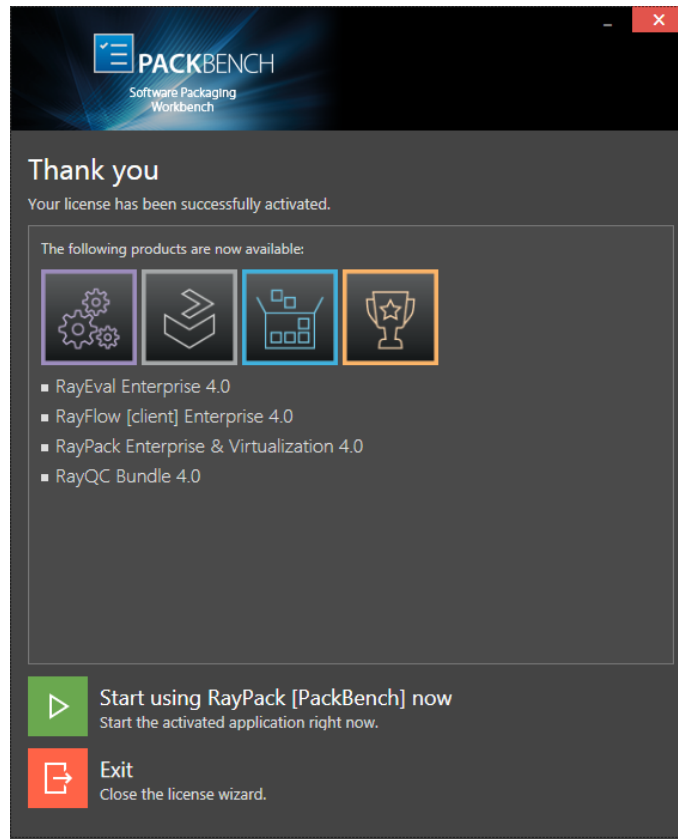 PACKBENCH
Software Packaging
Workbench
Thank you
Your license has been successfully activated.
The following products are now available:
RayEval Enterprise 4.0
RayFlow [client] Enterprise 4.0
RayPack Enterprise & Virtualization 4.0
RayQC Bundle 4.0
Start using RayPack [PackBench] now
Start the activated application right now.
Exit
Close the license wizard.